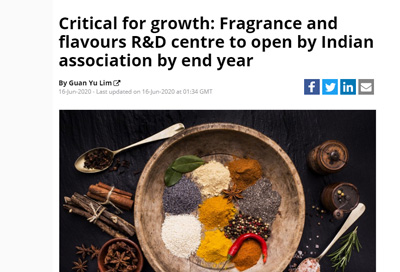 Critical for growth: Fragrance and
flavours R&D centre to open by Indian
association by end year
By Guan Yu Lim
16-Jun-2020 - Last updated on 16-Jun-2020 at 01:34 GMT